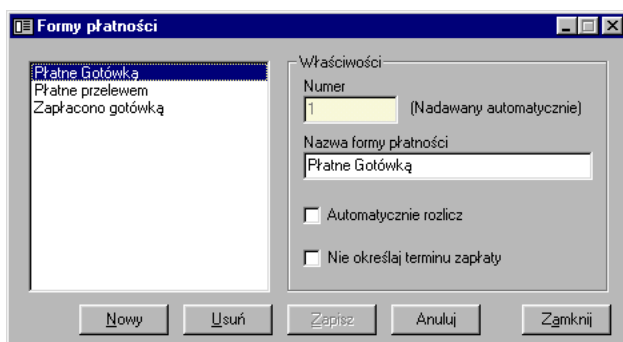 Formy płatności
Płatne Gotówką
Płatne przelewem
Zapłacono gotówką
Właściwości
Numer
1 (Nadawany automatycznie)
Nazwa formy płatności
Płatne Gotówką
Automatycznie rozlicz
Nie określaj terminu zapłaty
Nowy Usuń Zapisz Anuluj Zamknij